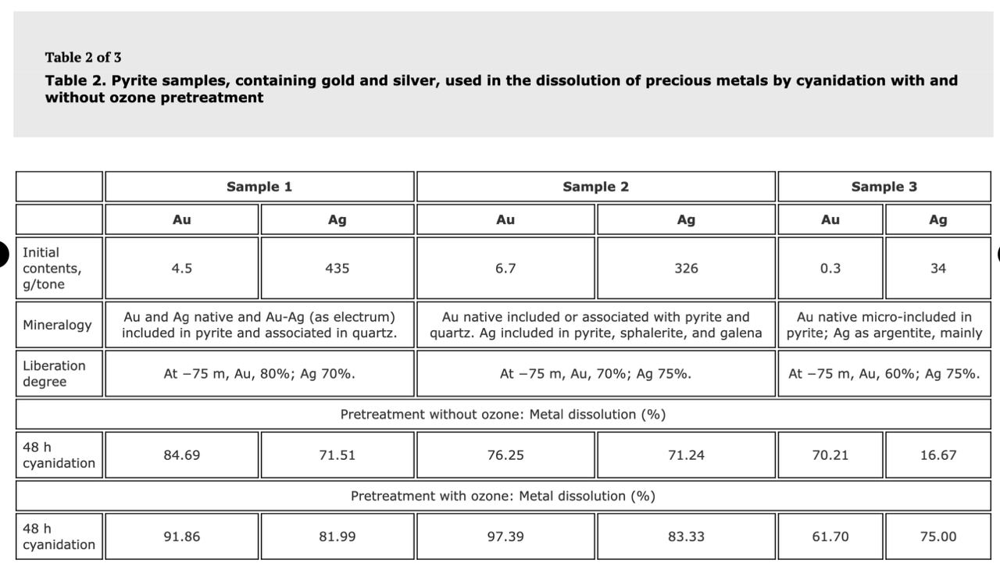 Table 2 of 3
Table 2. Pyrite samples, containing gold and silver, used in the dissolution of precious metals by cyanidation with and
without ozone pretreatment
Sample 1 Sample 2 Sample 3
Au Ag Au Ag Au Ag
Initial
contents,
g/tone
4.5 435 6.7 326 0.3 34
Mineralogy
Au and Ag native and Au-Ag (as electrum)
included in pyrite and associated in quartz.
Au native included or associated with pyrite and
quartz. Ag included in pyrite, sphalerite, and galena
Au native micro-included in
pyrite; Ag as argentite, mainly
Liberation
degree
At −75 m, Au, 80%; Ag 70%.
At −75 m, Au, 70%; Ag 75%.
At −75 m, Au, 60%; Ag 75%.
Pretreatment without ozone: Metal dissolution (%)
48 h
cyanidation
84.69 71.51 76.25 71.24 70.21 16.67
Pretreatment with ozone: Metal dissolution (%)
48 h
cyanidation
91.86 81.99 97.39 83.33 61.70 75.00